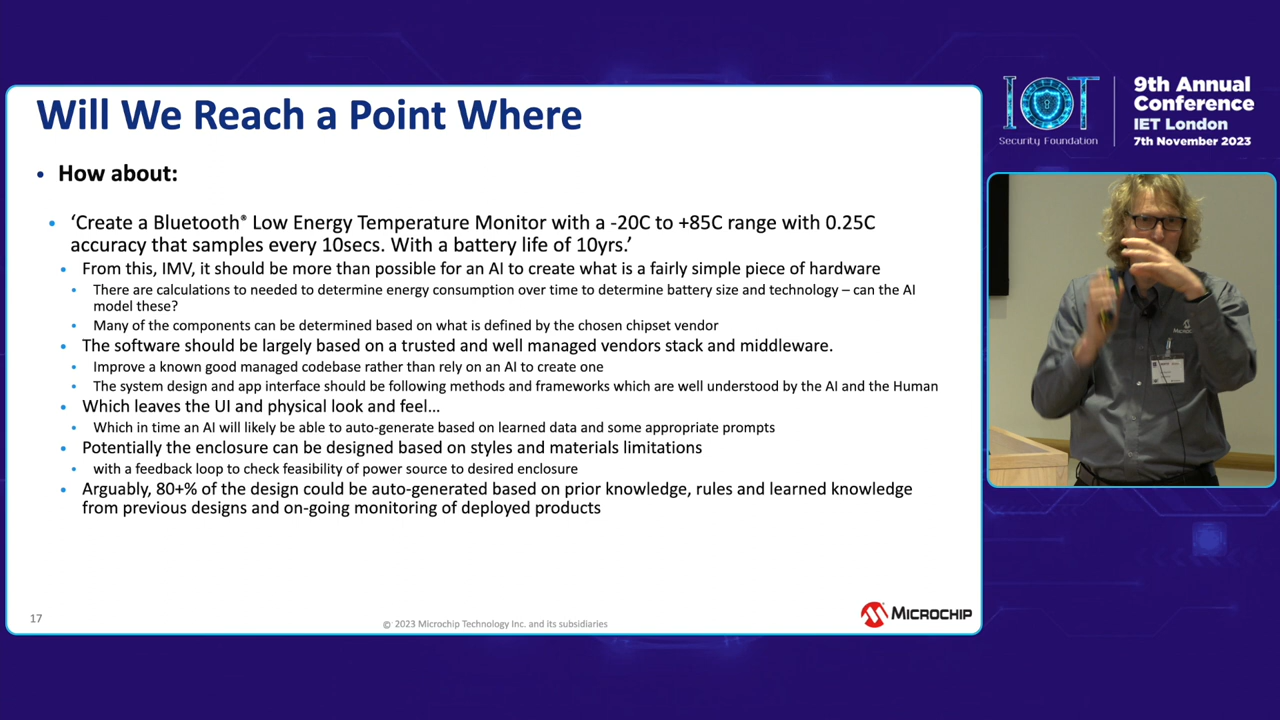 Will We Reach a Point Where
• How about:
• ‘Create a Bluetooth® Low Energy Temperature Monitor with a -20C to +85C range with 0.25C
accuracy that samples every 10secs. With a battery life of 10yrs.’
• From this, IMV, it should be more than possible for an AI to create what is a fairly simple piece of hardware
• There are calculations to needed to determine energy consumption over time to determine battery size and technology – can the AI
model these?
• Many of the components can be determined based on what is defined by the chosen chipset vendor
• The software should be largely based on a trusted and well managed vendors stack and middleware.
• Improve a known good managed codebase rather than rely on an AI to create one
• The system design and app interface should be following methods and frameworks which are well understood by the AI and the Human
• Which leaves the UI and physical look and feel…
• Which in time an AI will likely be able to auto-generate based on learned data and some appropriate prompts
• Potentially the enclosure can be designed based on styles and materials limitations
• with a feedback loop to check feasibility of power source to desired enclosure
• Arguably, 80+% of the design could be auto-generated based on prior knowledge, rules and learned knowledge
from previous designs and on-going monitoring of deployed products
17
© 2023 Microchip Technology Inc. and its subsidiaries
MICROCHIP
IOT
Security Foundation
9th Annual
Conference
IET London
7th November 2023